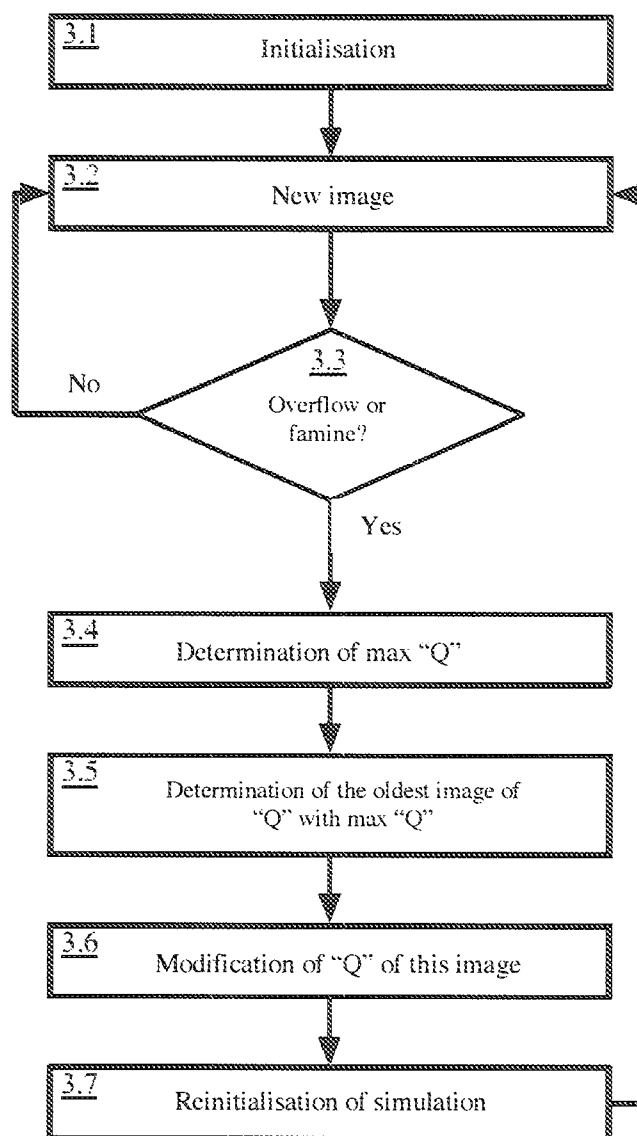 3.1
Initialisation
3.2
New image
3.3
No
Overflow or
famine?
Yes
3.4
Determination of max “Q”
3.5
Determination of the oldest image of
“Q” with max “Q”
3.6
Modification of “Q” of this image
3.7
Reinitialisation of simulation